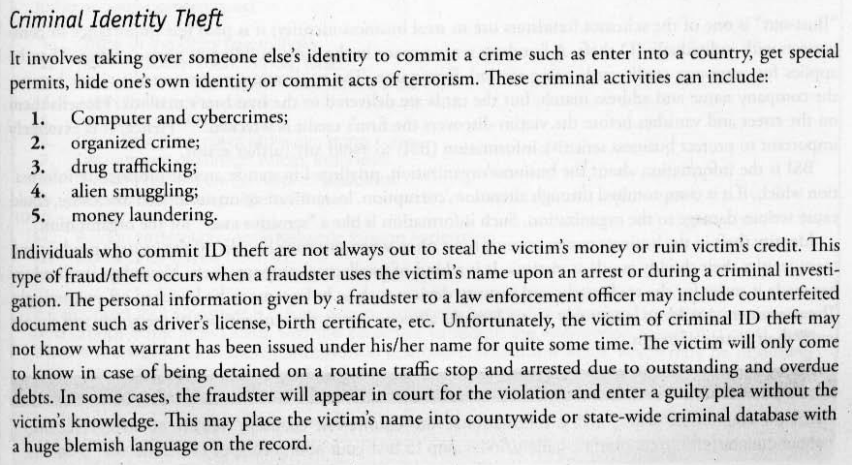 Criminal Identity Theft
It involves taking over someone else's identity to commit a crime such as enter into a country, get special
permits, hide one's own identity or commit acts of terrorism. These criminal activities can include:
1. Computer and cybercrimes;
2. organized crime;
3. drug trafficking;
4. alien smuggling;
5. money laundering.
Individuals who commit ID theft are not always out to steal the victim's money or ruin victim's credit. This
type of fraud/theft occurs when a fraudster uses the victim's name upon an arrest or during a criminal investi-
gation. The personal information given by a fraudster to a law enforcement officer may include counterfeited
document such as driver's license, birth certificate, etc. Unfortunately, the victim of criminal ID theft may
not know what warrant has been issued under his/her name for quite some time. The victim will only come
to know in case of being detained on a routine traffic stop and arrested due to outstanding and overdue
debts. In some cases, the fraudster will appear in court for the violation and enter a guilty plea without the
victim's knowledge. This may place the victim's name into countywide or state-wide criminal database with
a huge blemish language on the record.